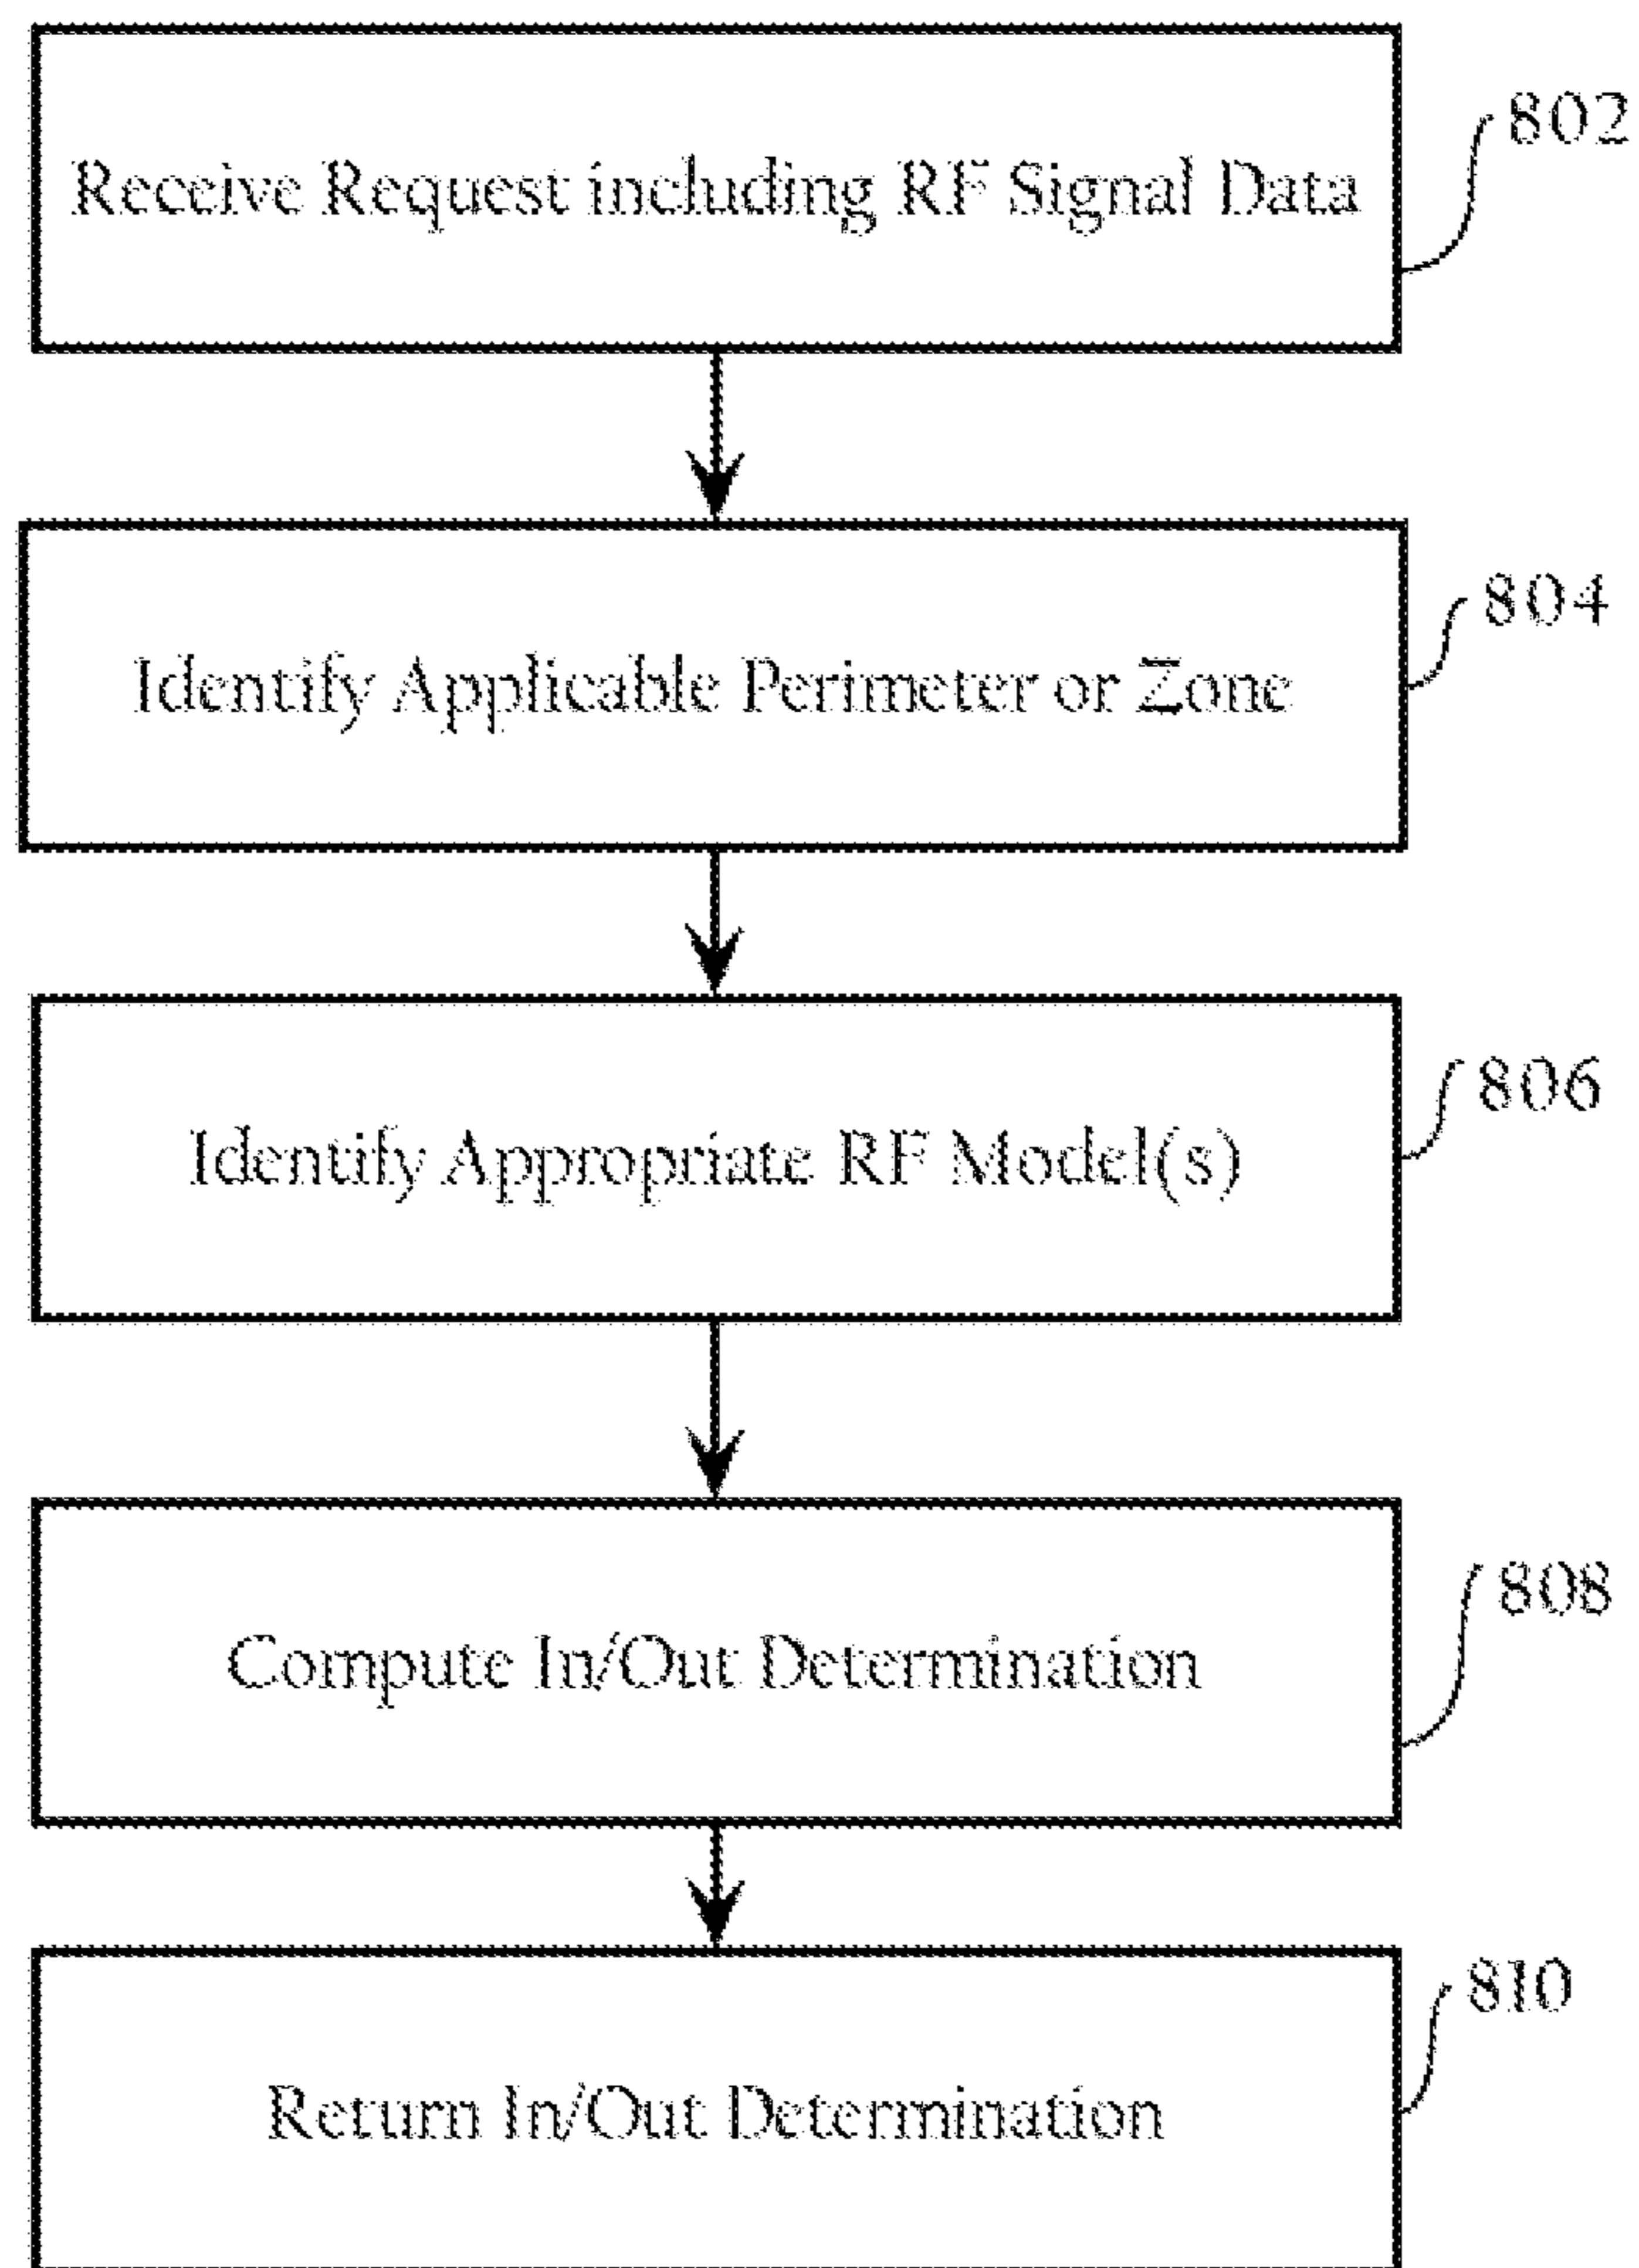 Receive Request including RF Signal Data
802
Identify Applicable Perimeter or Zone
804
Identify Appropriate RF Model(s)
806
Compute In/Out Determination
808
Return In/Out Determination
810